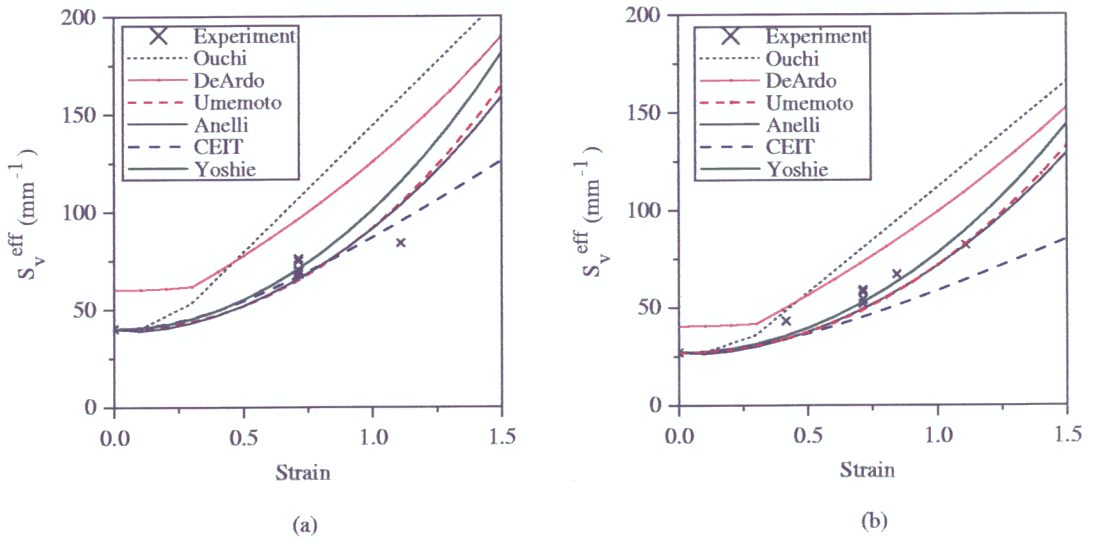 200
150
100
50
0
0.0
0.5
1.0
1.5
S_v^eff (mm^-1)
Strain
Experiment
Ouchi
DeArdo
Umemoto
Anelli
CEIT
Yoshie
(a)
200
150
100
50
0
0.0
0.5
1.0
1.5
S_v^eff (mm^-1)
Strain
Experiment
Ouchi
DeArdo
Umemoto
Anelli
CEIT
Yoshie
(b)